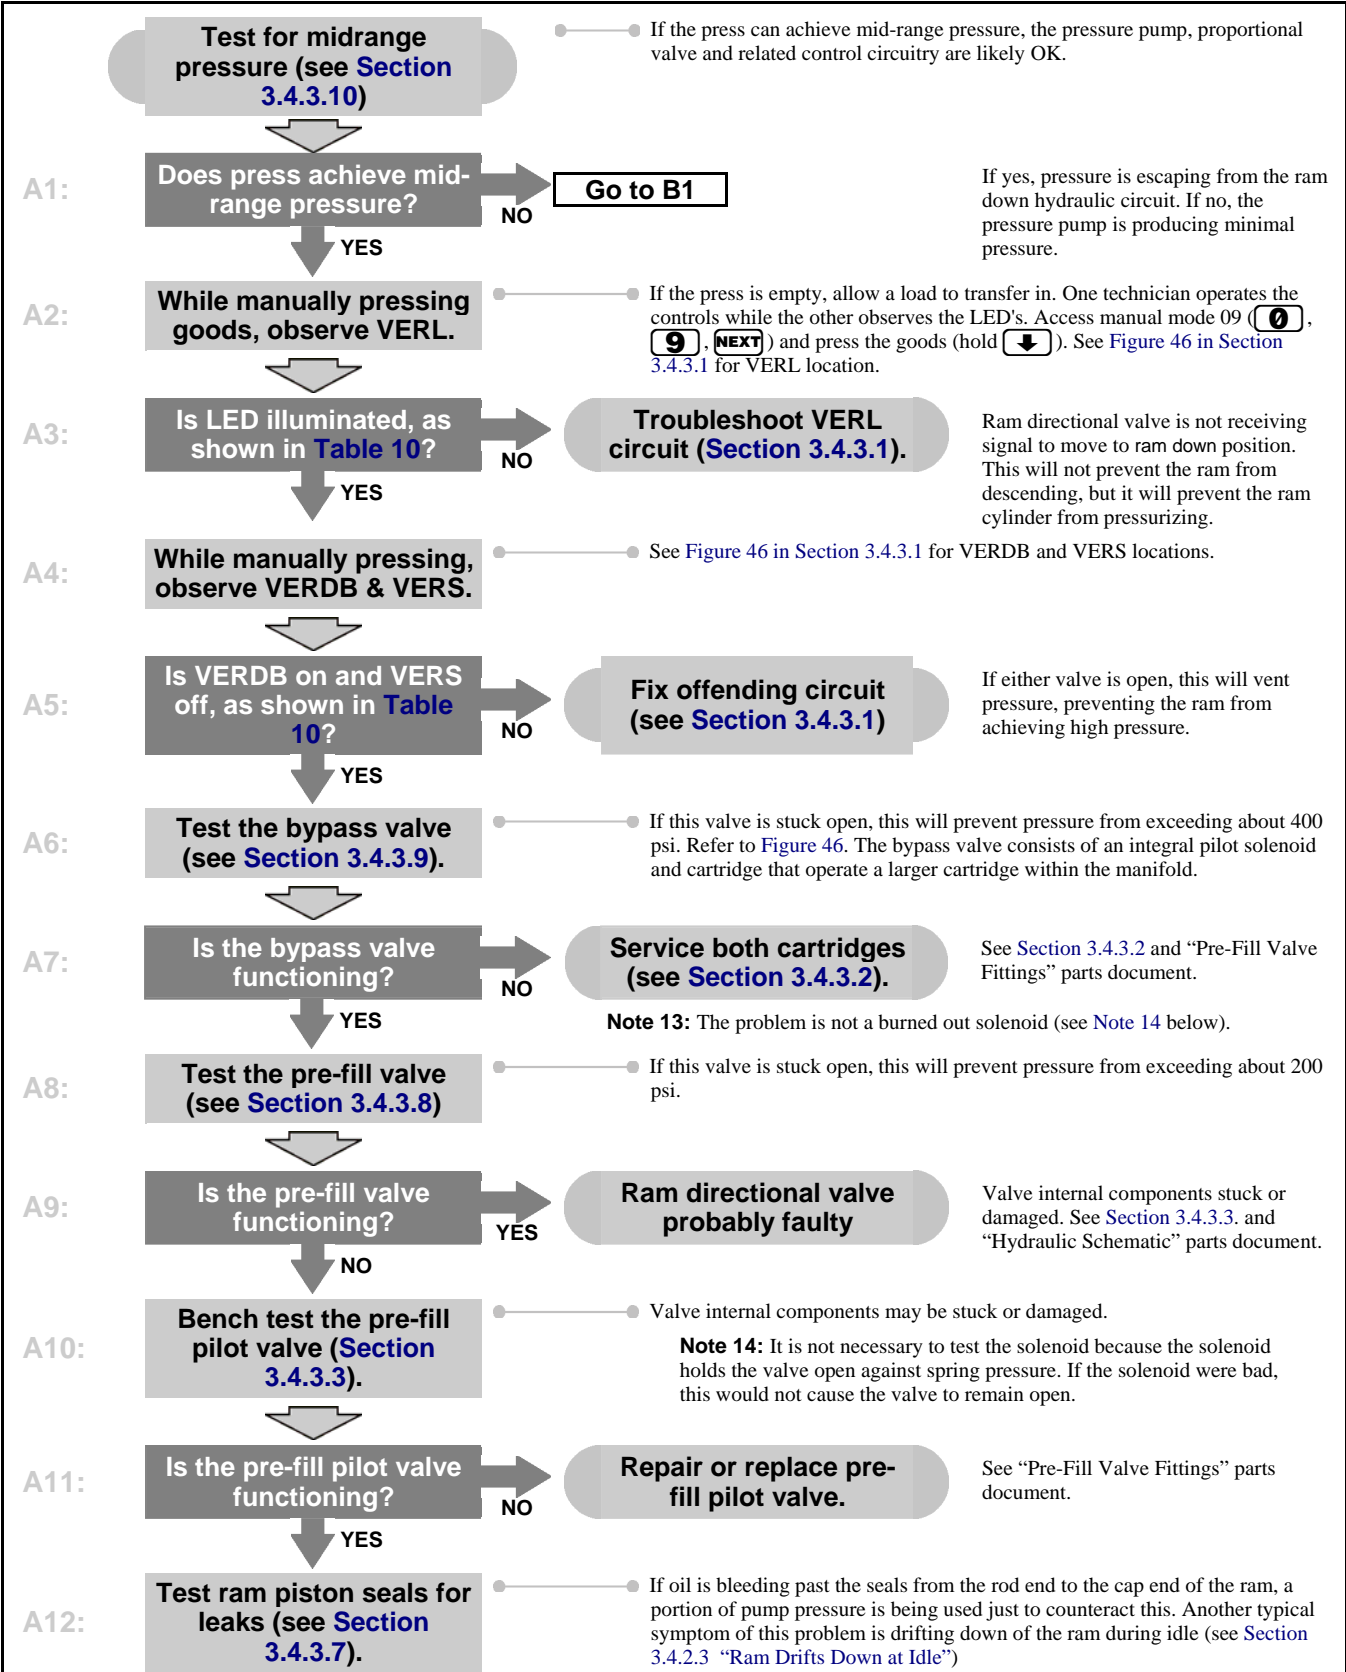 Test for midrange
pressure (see Section
3.4.3.10)
If the press can achieve mid-range pressure, the pressure pump, proportional
valve and related control circuitry are likely OK.
A1:
Does press achieve mid-
range pressure?
NO
Go to B1
If yes, pressure is escaping from the ram
down hydraulic circuit. If no, the
pressure pump is producing minimal
pressure.
YES
A2:
While manually pressing
goods, observe VERL.
If the press is empty, allow a load to transfer in. One technician operates the
controls while the other observes the LED's. Access manual mode 09 (0,
9, NEXT) and press the goods (hold ⬇). See Figure 46 in Section
3.4.3.1 for VERL location.
A3:
Is LED illuminated, as
shown in Table 10?
NO
Troubleshoot VERL
circuit (Section 3.4.3.1).
Ram directional valve is not receiving
signal to move to ram down position.
This will not prevent the ram from
descending, but it will prevent the ram
cylinder from pressurizing.
YES
A4:
While manually pressing,
observe VERDB & VERS.
See Figure 46 in Section 3.4.3.1 for VERDB and VERS locations.
A5:
Is VERDB on and VERS
off, as shown in Table
10?
NO
Fix offending circuit
(see Section 3.4.3.1)
If either valve is open, this will vent
pressure, preventing the ram from
achieving high pressure.
YES
A6:
Test the bypass valve
(see Section 3.4.3.9).
If this valve is stuck open, this will prevent pressure from exceeding about 400
psi. Refer to Figure 46. The bypass valve consists of an integral pilot solenoid
and cartridge that operate a larger cartridge within the manifold.
A7:
Is the bypass valve
functioning?
NO
Service both cartridges
(see Section 3.4.3.2).
See Section 3.4.3.2 and “Pre-Fill Valve
Fittings” parts document.
YES
Note 13: The problem is not a burned out solenoid (see Note 14 below).
A8:
Test the pre-fill valve
(see Section 3.4.3.8)
If this valve is stuck open, this will prevent pressure from exceeding about 200
psi.
A9:
Is the pre-fill valve
functioning?
YES
Ram directional valve
probably faulty
Valve internal components stuck or
damaged. See Section 3.4.3.3. and
“Hydraulic Schematic” parts document.
NO
A10:
Bench test the pre-fill
pilot valve (Section
3.4.3.3).
Valve internal components may be stuck or damaged.
Note 14: It is not necessary to test the solenoid because the solenoid
holds the valve open against spring pressure. If the solenoid were bad,
this would not cause the valve to remain open.
A11:
Is the pre-fill pilot valve
functioning?
NO
Repair or replace pre-
fill pilot valve.
See “Pre-Fill Valve Fittings” parts
document.
YES
A12:
Test ram piston seals for
leaks (see Section
3.4.3.7).
If oil is bleeding past the seals from the rod end to the cap end of the ram, a
portion of pump pressure is being used just to counteract this. Another typical
symptom of this problem is drifting down of the ram during idle (see Section
3.4.2.3 “Ram Drifts Down at Idle”)